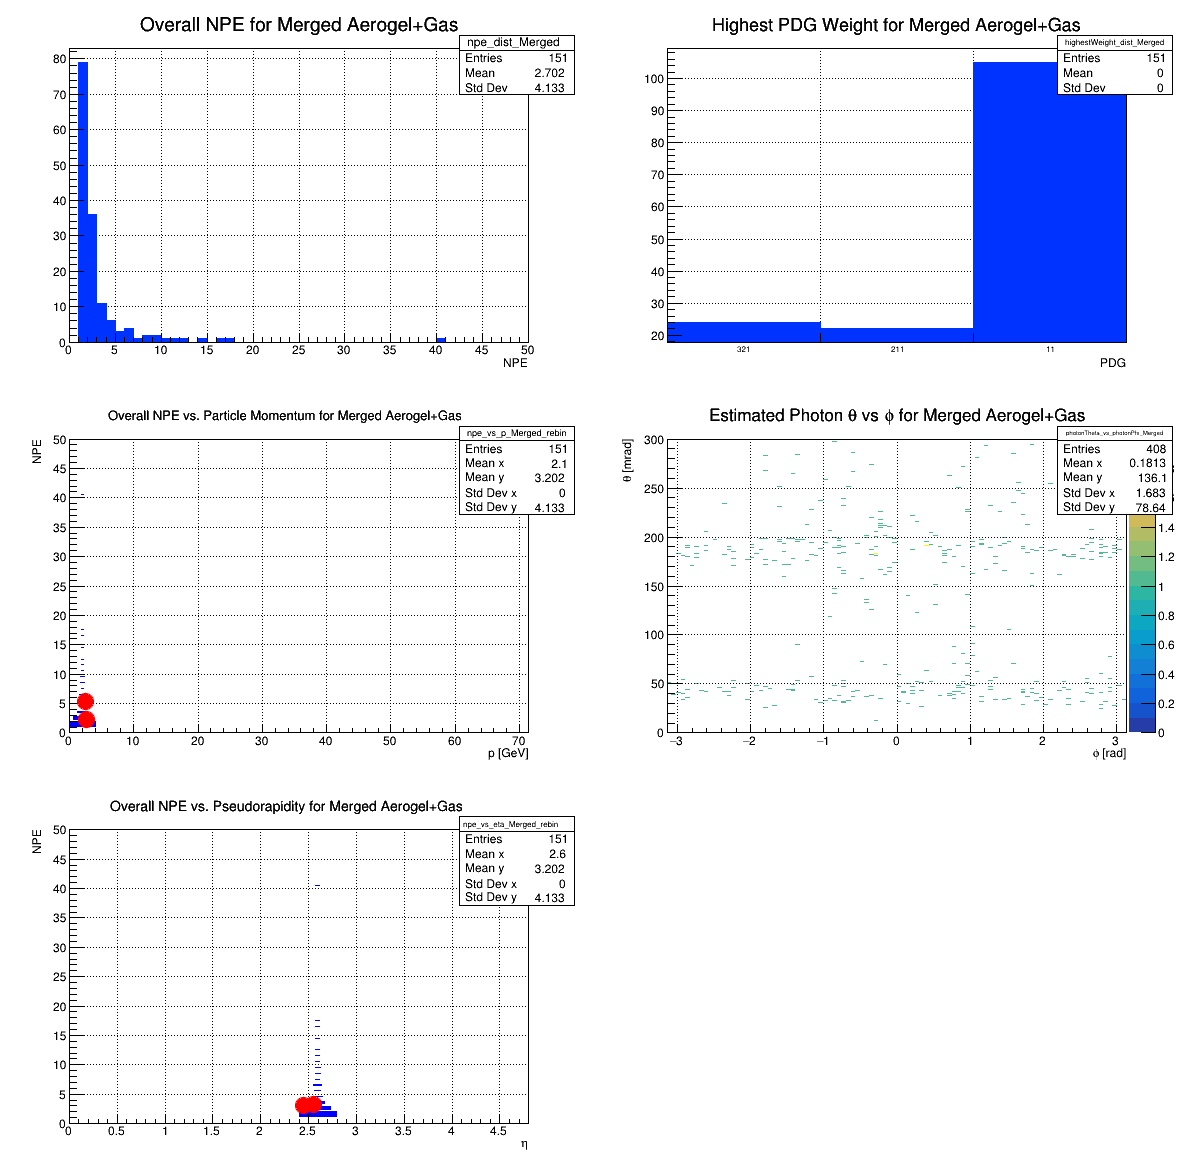 Overall NPE for Merged Aerogel+Gas
npe_dist_Merged
Entries 151
Mean 2.702
Std Dev 4.133
80
70
60
50
40
30
20
10
0
0 5 10 15 20 25 30 35 40 45 50
NPE
Highest PDG Weight for Merged Aerogel+Gas
highestWeight_dist_Merged
Entries 151
Mean 0
Std Dev 0
100
90
80
70
60
50
40
30
20
321 211 11
PDG
Overall NPE vs. Particle Momentum for Merged Aerogel+Gas
npe_vs_p_Merged_rebin
Entries 151
Mean x 2.1
Mean y 3.202
Std Dev x 0
Std Dev y 4.133
NPE
50
45
40
35
30
25
20
15
10
5
0
0 10 20 30 40 50 60 70
p [GeV]
Estimated Photon θ vs ϕ for Merged Aerogel+Gas
photonTheta_vs_photonPhi_Merged
Entries 408
Mean x 0.1813
Mean y 136.1
Std Dev x 1.683
Std Dev y 78.64
θ [mrad]
300
250
200
150
100
50
0
−3 −2 −1 0 1 2 3
ϕ [rad]
1.4
1.2
1
0.8
0.6
0.4
0.2
0
Overall NPE vs. Pseudorapidity for Merged Aerogel+Gas
npe_vs_eta_Merged_rebin
Entries 151
Mean x 2.6
Mean y 3.202
Std Dev x 0
Std Dev y 4.133
NPE
50
45
40
35
30
25
20
15
10
5
0
0 0.5 1 1.5 2 2.5 3 3.5 4 4.5
η